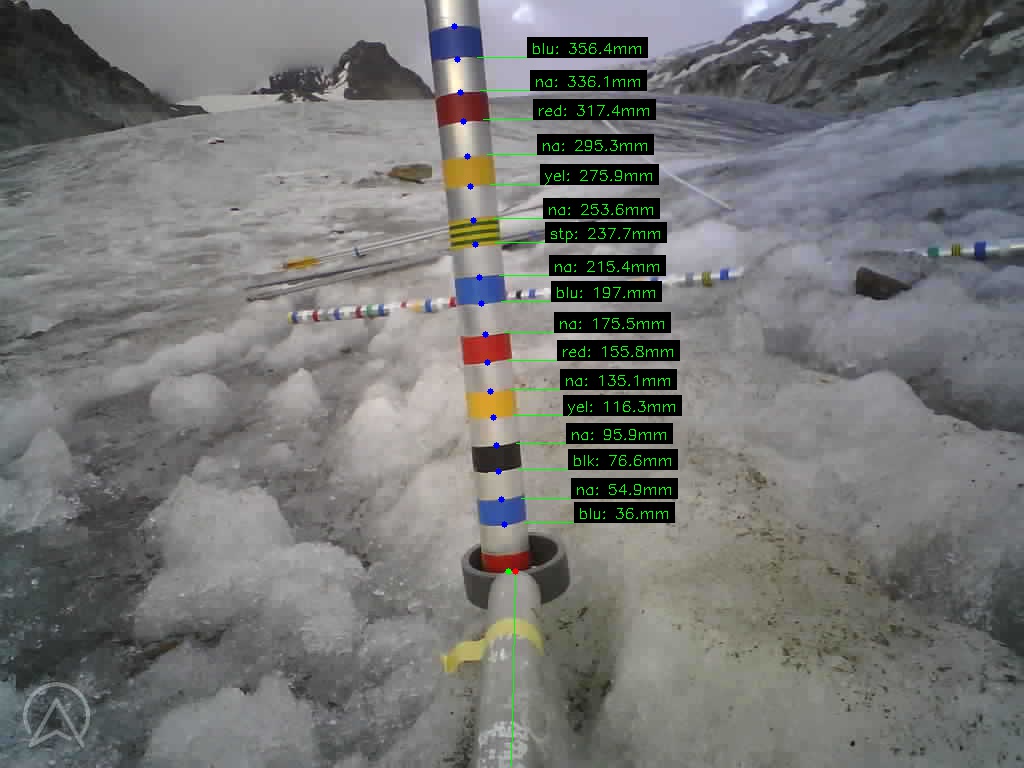 blu: 356.4mm
na: 336.1mm
red: 317.4mm
na: 295.3mm
yel: 275.9mm
na: 253.6mm
stp: 237.7mm
na: 215.4mm
blu: 197.mm
na: 175.5mm
red: 155.8mm
na: 135.1mm
yel: 116.3mm
na: 95.9mm
blk: 76.6mm
na: 54.9mm
blu: 36.mm